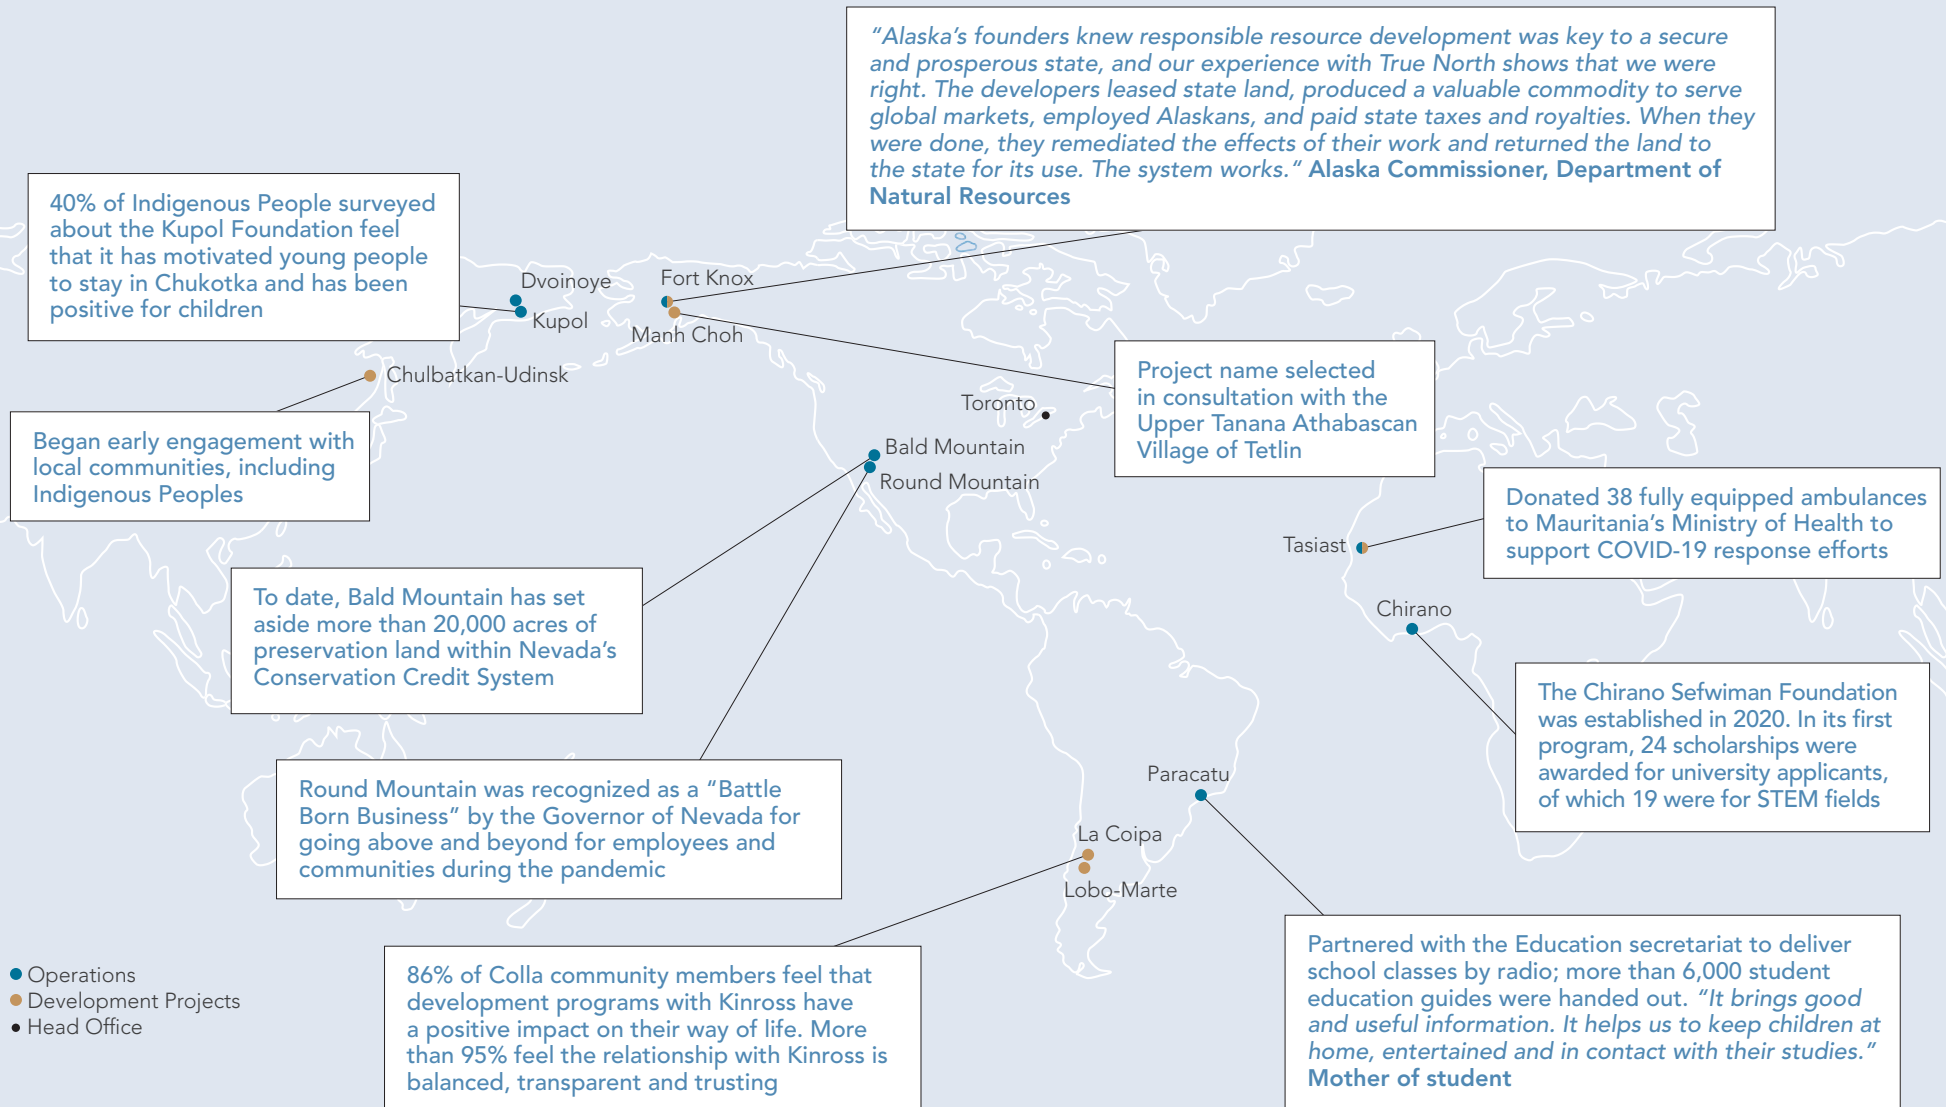 “Alaska’s founders knew responsible resource development was key to a secure
and prosperous state, and our experience with True North shows that we were
right. The developers leased state land, produced a valuable commodity to serve
global markets, employed Alaskans, and paid state taxes and royalties. When they
were done, they remediated the effects of their work and returned the land to
the state for its use. The system works.“ Alaska Commissioner, Department of
Natural Resources
40% of Indigenous People surveyed
about the Kupol Foundation feel
that it has motivated young people
to stay in Chukotka and has been
positive for children
Dvoinoye
Kupol
Fort Knox
Manh Choh
Chulbatkan-Udinsk
Began early engagement with
local communities, including
Indigenous Peoples
Project name selected
in consultation with the
Upper Tanana Athabascan
Village of Tetlin
Toronto
Bald Mountain
Round Mountain
Donated 38 fully equipped ambulances
to Mauritania’s Ministry of Health to
support COVID-19 response efforts
Tasiast
To date, Bald Mountain has set
aside more than 20,000 acres of
preservation land within Nevada’s
Conservation Credit System
Chirano
The Chirano Sefwiman Foundation
was established in 2020. In its first
program, 24 scholarships were
awarded for university applicants,
of which 19 were for STEM fields
Round Mountain was recognized as a “Battle
Born Business” by the Governor of Nevada for
going above and beyond for employees and
communities during the pandemic
Paracatu
La Coipa
Lobo-Marte
Operations
Development Projects
Head Office
86% of Colla community members feel that
development programs with Kinross have
a positive impact on their way of life. More
than 95% feel the relationship with Kinross is
balanced, transparent and trusting
Partnered with the Education secretariat to deliver
school classes by radio; more than 6,000 student
education guides were handed out. “It brings good
and useful information. It helps us to keep children at
home, entertained and in contact with their studies.”
Mother of student